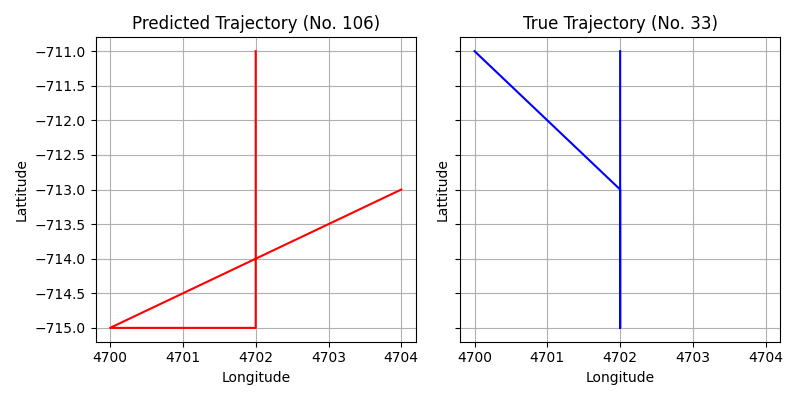 Predicted Trajectory (No. 106)
True Trajectory (No. 33)
−711.0
−711.5
−712.0
−712.5
−713.0
−713.5
−714.0
−714.5
−715.0
Lattitude
Lattitude
4700 4701 4702 4703 4704
4700 4701 4702 4703 4704
Longitude
Longitude